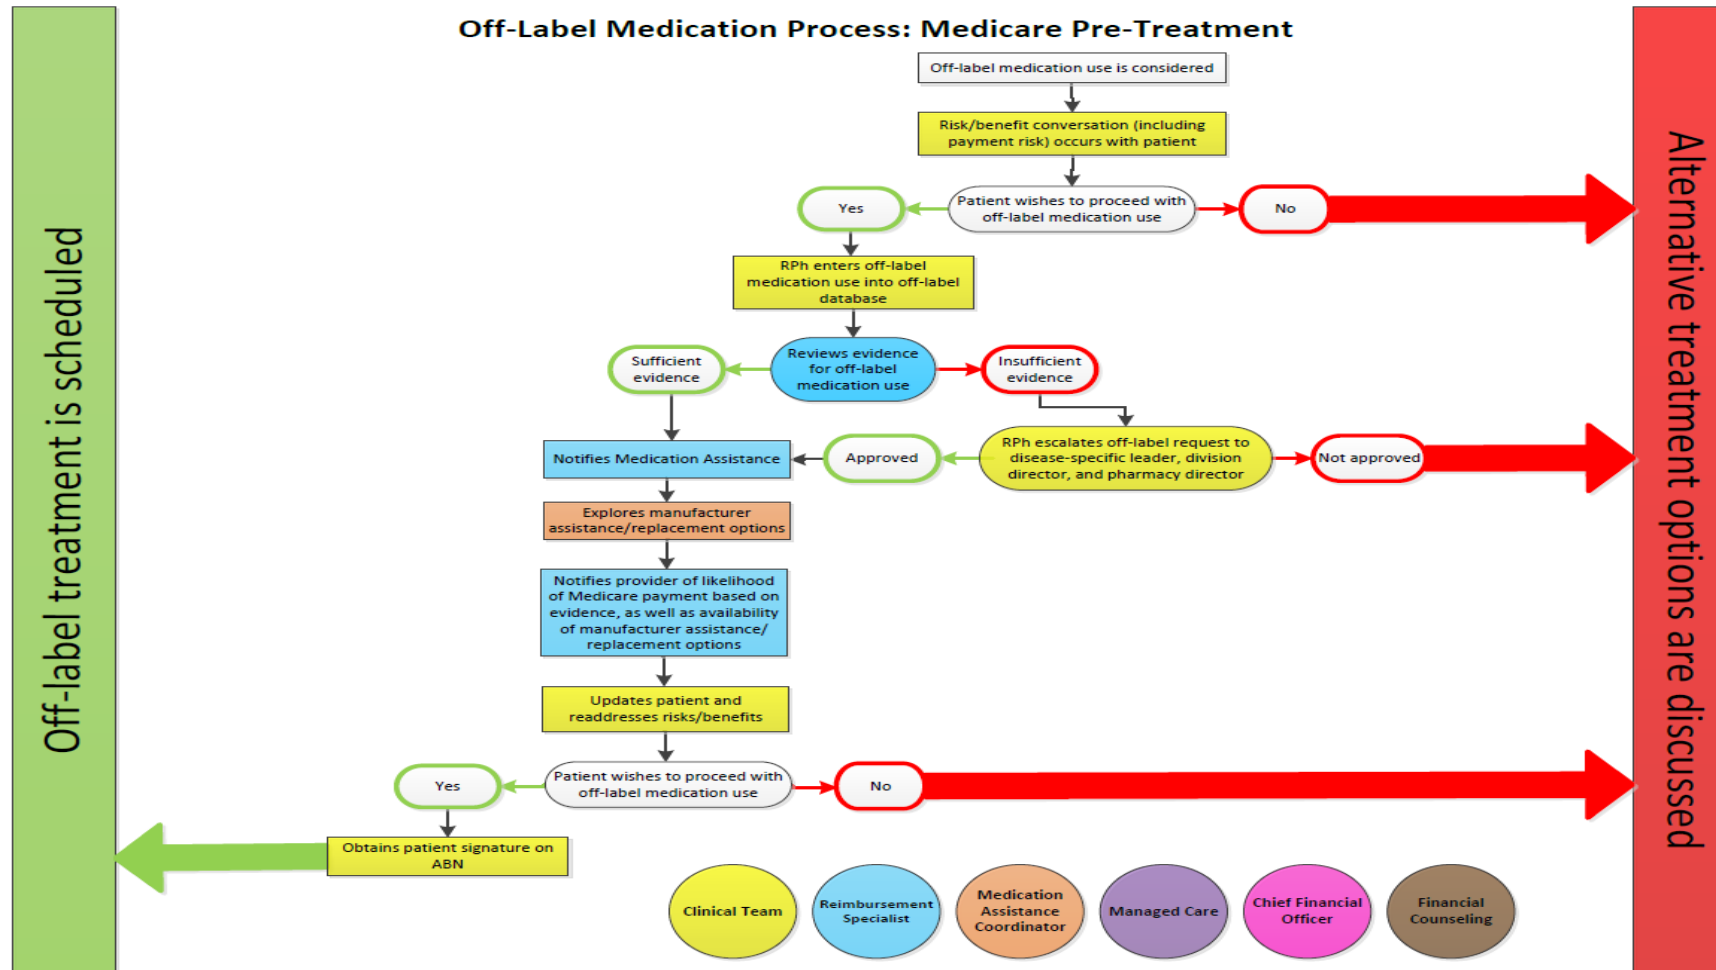 Off-Label Medication Process: Medicare Pre-Treatment
Off-label medication use is considered
Risk/benefit conversation (including
payment risk) occurs with patient
Patient wishes to proceed with
off-label medication use
Yes
No
RPh enters off-label
medication use into off-label
database
Reviews evidence
for off-label
medication use
Sufficient
evidence
Insufficient
evidence
RPh escalates off-label request to
disease-specific leader, division
director, and pharmacy director
Approved
Not approved
Notifies Medication Assistance
Explores manufacturer
assistance/replacement options
Notifies provider of likelihood
of Medicare payment based on
evidence, as well as availability
of manufacturer assistance/
replacement options
Updates patient and
readdresses risks/benefits
Patient wishes to proceed with
off-label medication use
Yes
No
Obtains patient signature on
ABN
Off-label treatment is scheduled
Alternative treatment options are discussed
Clinical Team
Reimbursement
Specialist
Medication
Assistance
Coordinator
Managed Care
Chief Financial
Officer
Financial
Counseling